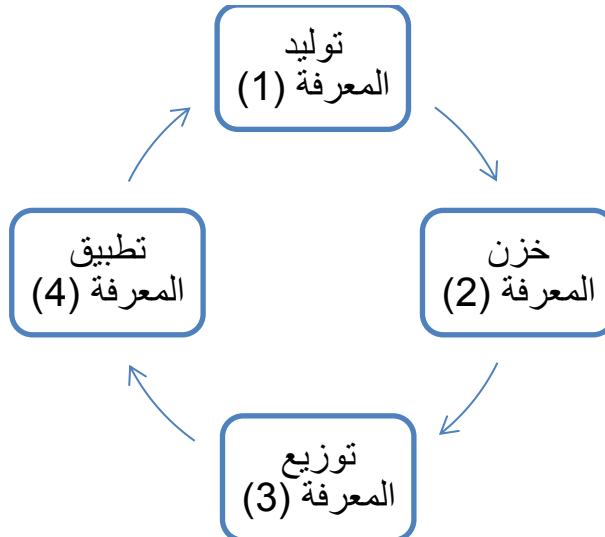 توليد
المعرفة (1)
خزن
المعرفة (2)
توزيع
المعرفة (3)
تطبيق
المعرفة (4)